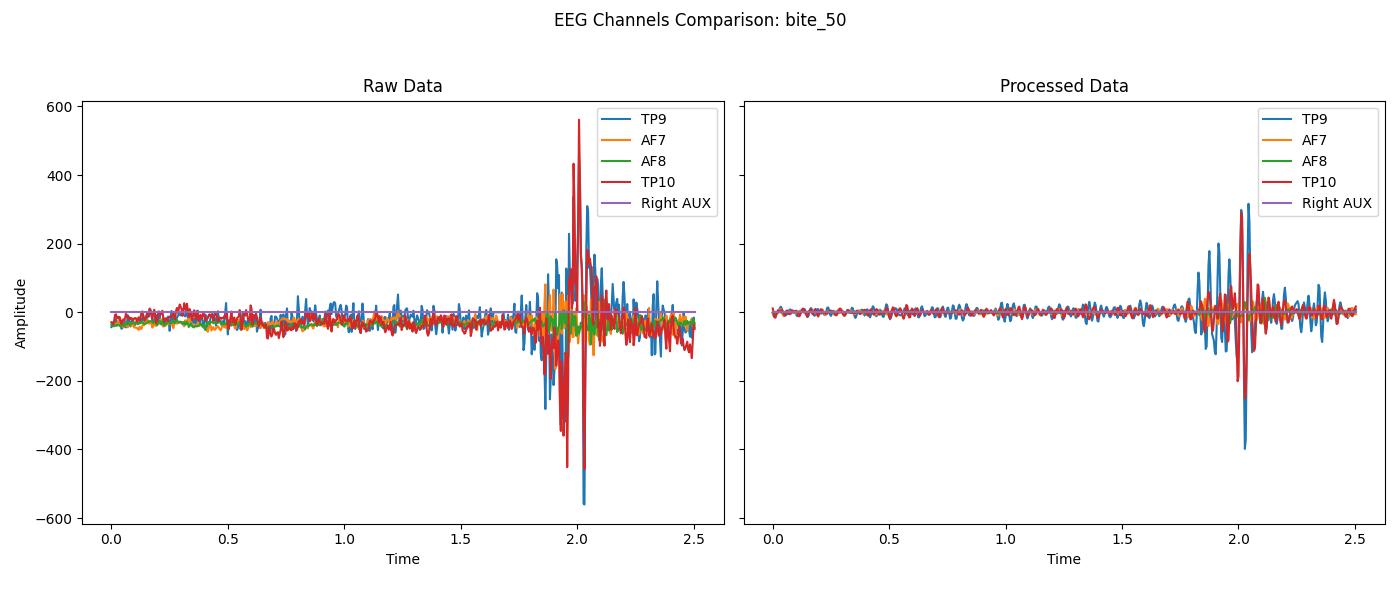 EEG Channels Comparison: bite_50
Raw Data
Processed Data
600
400
200
0
−200
−400
−600
Amplitude
TP9
AF7
AF8
TP10
Right AUX
TP9
AF7
AF8
TP10
Right AUX
0.0 0.5 1.0 1.5 2.0 2.5
0.0 0.5 1.0 1.5 2.0 2.5
Time
Time